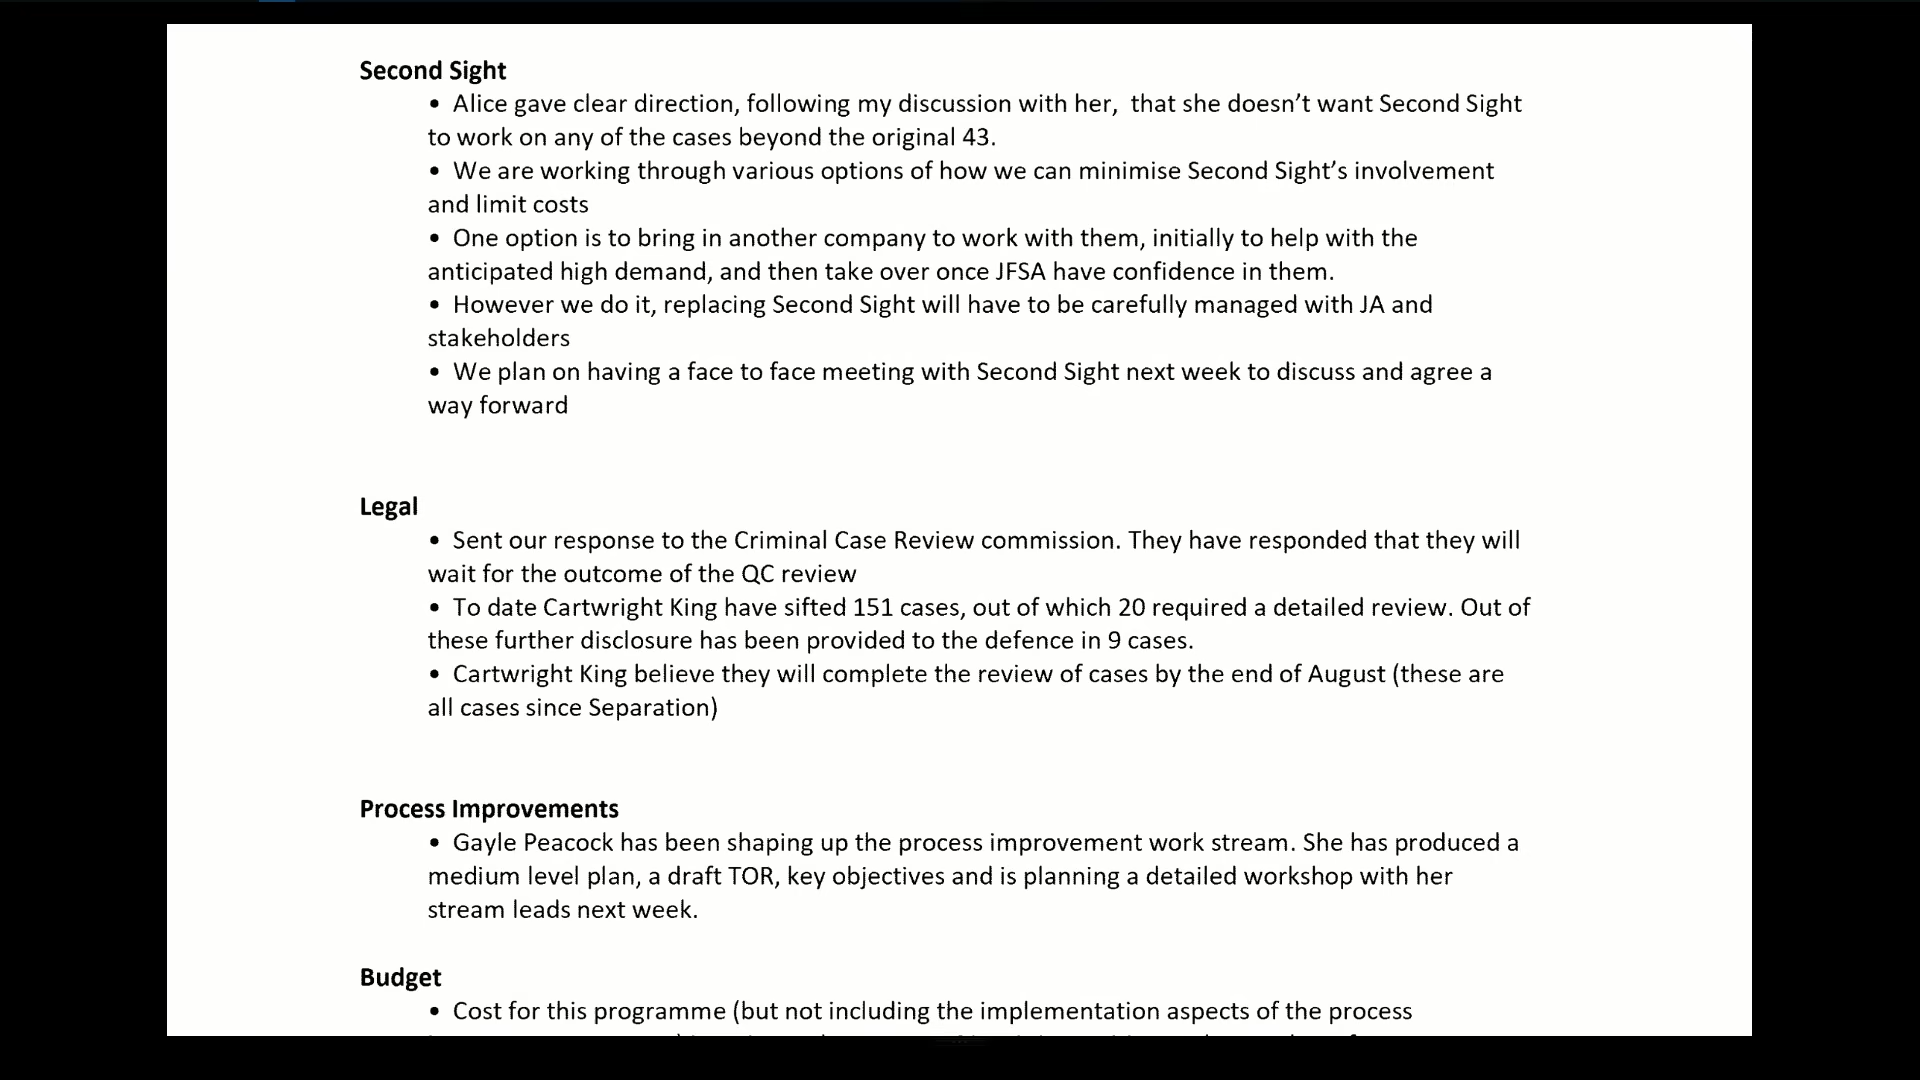 Second Sight
• Alice gave clear direction, following my discussion with her,  that she doesn’t want Second Sight
to work on any of the cases beyond the original 43.
• We are working through various options of how we can minimise Second Sight’s involvement
and limit costs
• One option is to bring in another company to work with them, initially to help with the
anticipated high demand, and then take over once JFSA have confidence in them.
• However we do it, replacing Second Sight will have to be carefully managed with JA and
stakeholders
• We plan on having a face to face meeting with Second Sight next week to discuss and agree a
way forward
Legal
• Sent our response to the Criminal Case Review commission. They have responded that they will
wait for the outcome of the QC review
• To date Cartwright King have sifted 151 cases, out of which 20 required a detailed review. Out of
these further disclosure has been provided to the defence in 9 cases.
• Cartwright King believe they will complete the review of cases by the end of August (these are
all cases since Separation)
Process Improvements
• Gayle Peacock has been shaping up the process improvement work stream. She has produced a
medium level plan, a draft TOR, key objectives and is planning a detailed workshop with her
stream leads next week.
Budget
• Cost for this programme (but not including the implementation aspects of the process